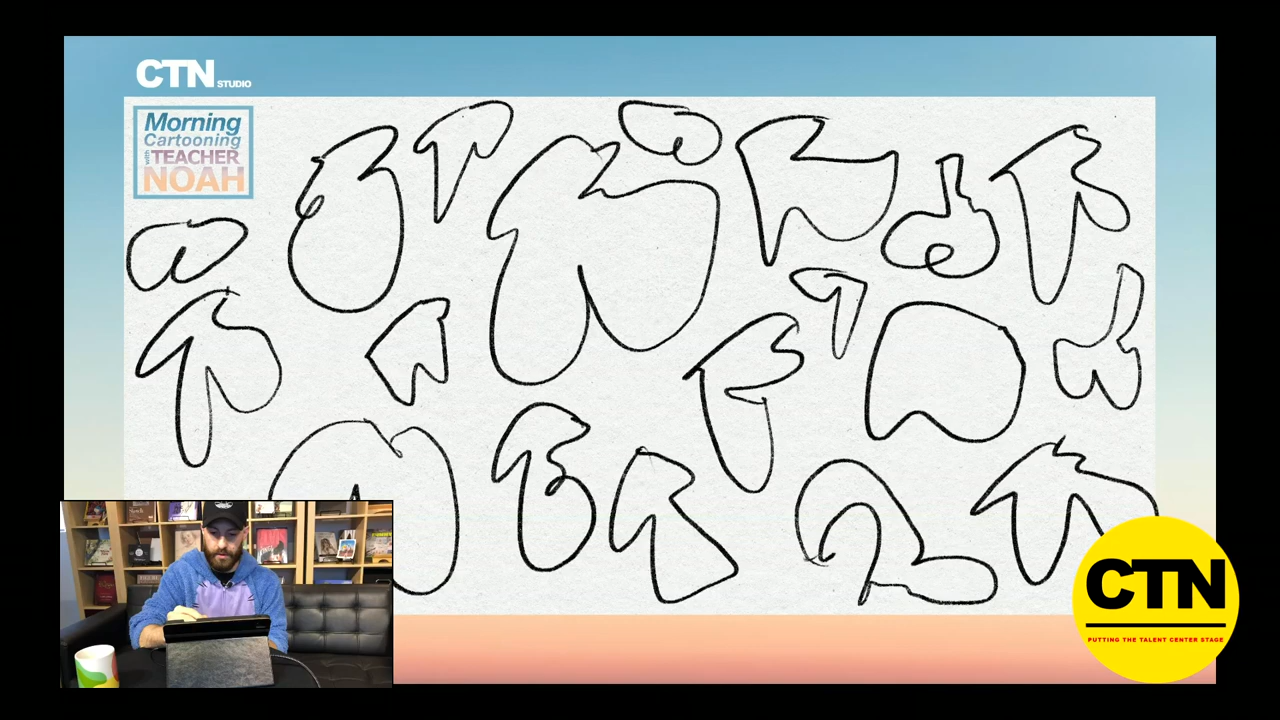 CTN STUDIO
Morning
Cartooning
with TEACHER
NOAH
CTN
PUTTING THE TALENT CENTER STAGE